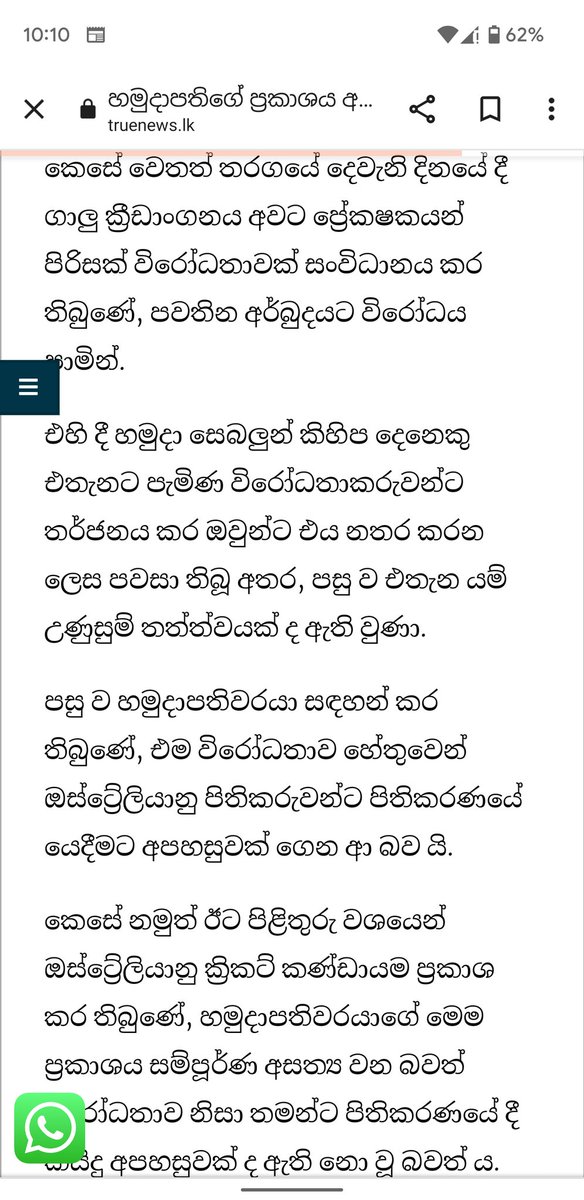 10:10
62%
හමුදාපතිගේ ප්‍රකාශය අ...
truenews.lk
කෙසේ වෙතත් තරගයේ දෙවැනි දිනයේ දී
ගාලු ක්‍රීඩාංගනය අවට ප්‍රේක්ෂකයන්
පිරිසක් විරෝධතාවක් සංවිධානය කර
තිබුණේ, පවතින අර්බුදයට විරෝධය
පාමින්.
එහි දී හමුදා සෙබලුන් කිහිප දෙනෙකු
එතැනට පැමිණ විරෝධතාකරුවන්ට
තර්ජනය කර ඔවුන්ට එය නතර කරන
ලෙස පවසා තිබූ අතර, පසු ව එතැන යම්
උණුසුම් තත්ත්වයක් ද ඇති වුණා.
පසු ව හමුදාපතිවරයා සඳහන් කර
තිබුණේ, එම විරෝධතාව හේතුවෙන්
ඔස්ට්‍රේලියානු පිතිකරුවන්ට පිතිකරණයේ
යෙදීමට අපහසුවක් ගෙන ආ බව යි.
කෙසේ නමුත් ඊට පිළිතුරු වශයෙන්
ඔස්ට්‍රේලියානු ක්‍රිකට් කණ්ඩායම ප්‍රකාශ
කර තිබුණේ, හමුදාපතිවරයාගේ මෙම
ප්‍රකාශය සම්පූර්ණ අසත්‍ය වන බවත්
නිසා තමන්ට පිතිකරණයේ දී
අපහසුවක් ද ඇති නො වූ බවත් ය.